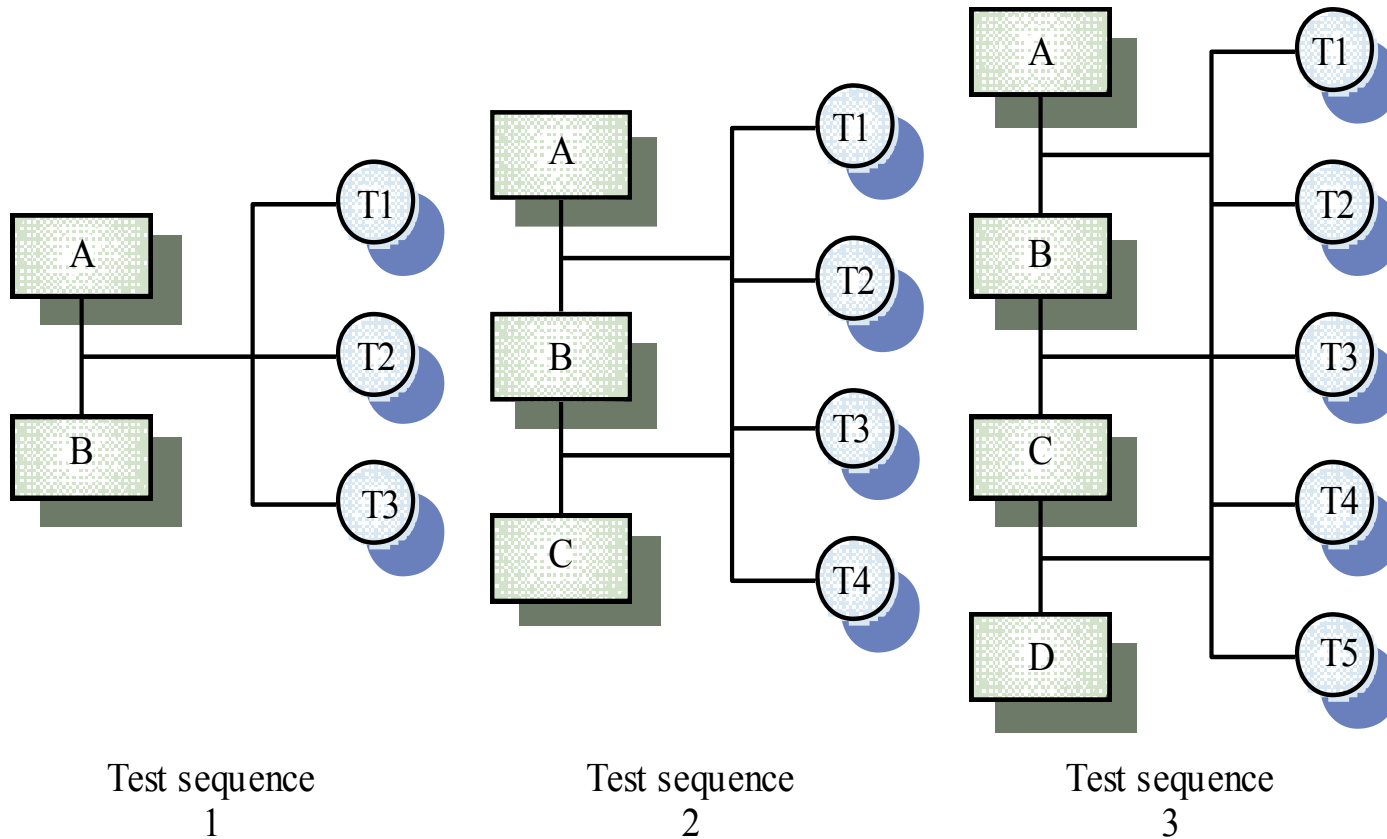 A
B
T1
T2
T3
Test sequence
1
A
B
C
T1
T2
T3
T4
Test sequence
2
A
B
C
D
T1
T2
T3
T4
T5
Test sequence
3